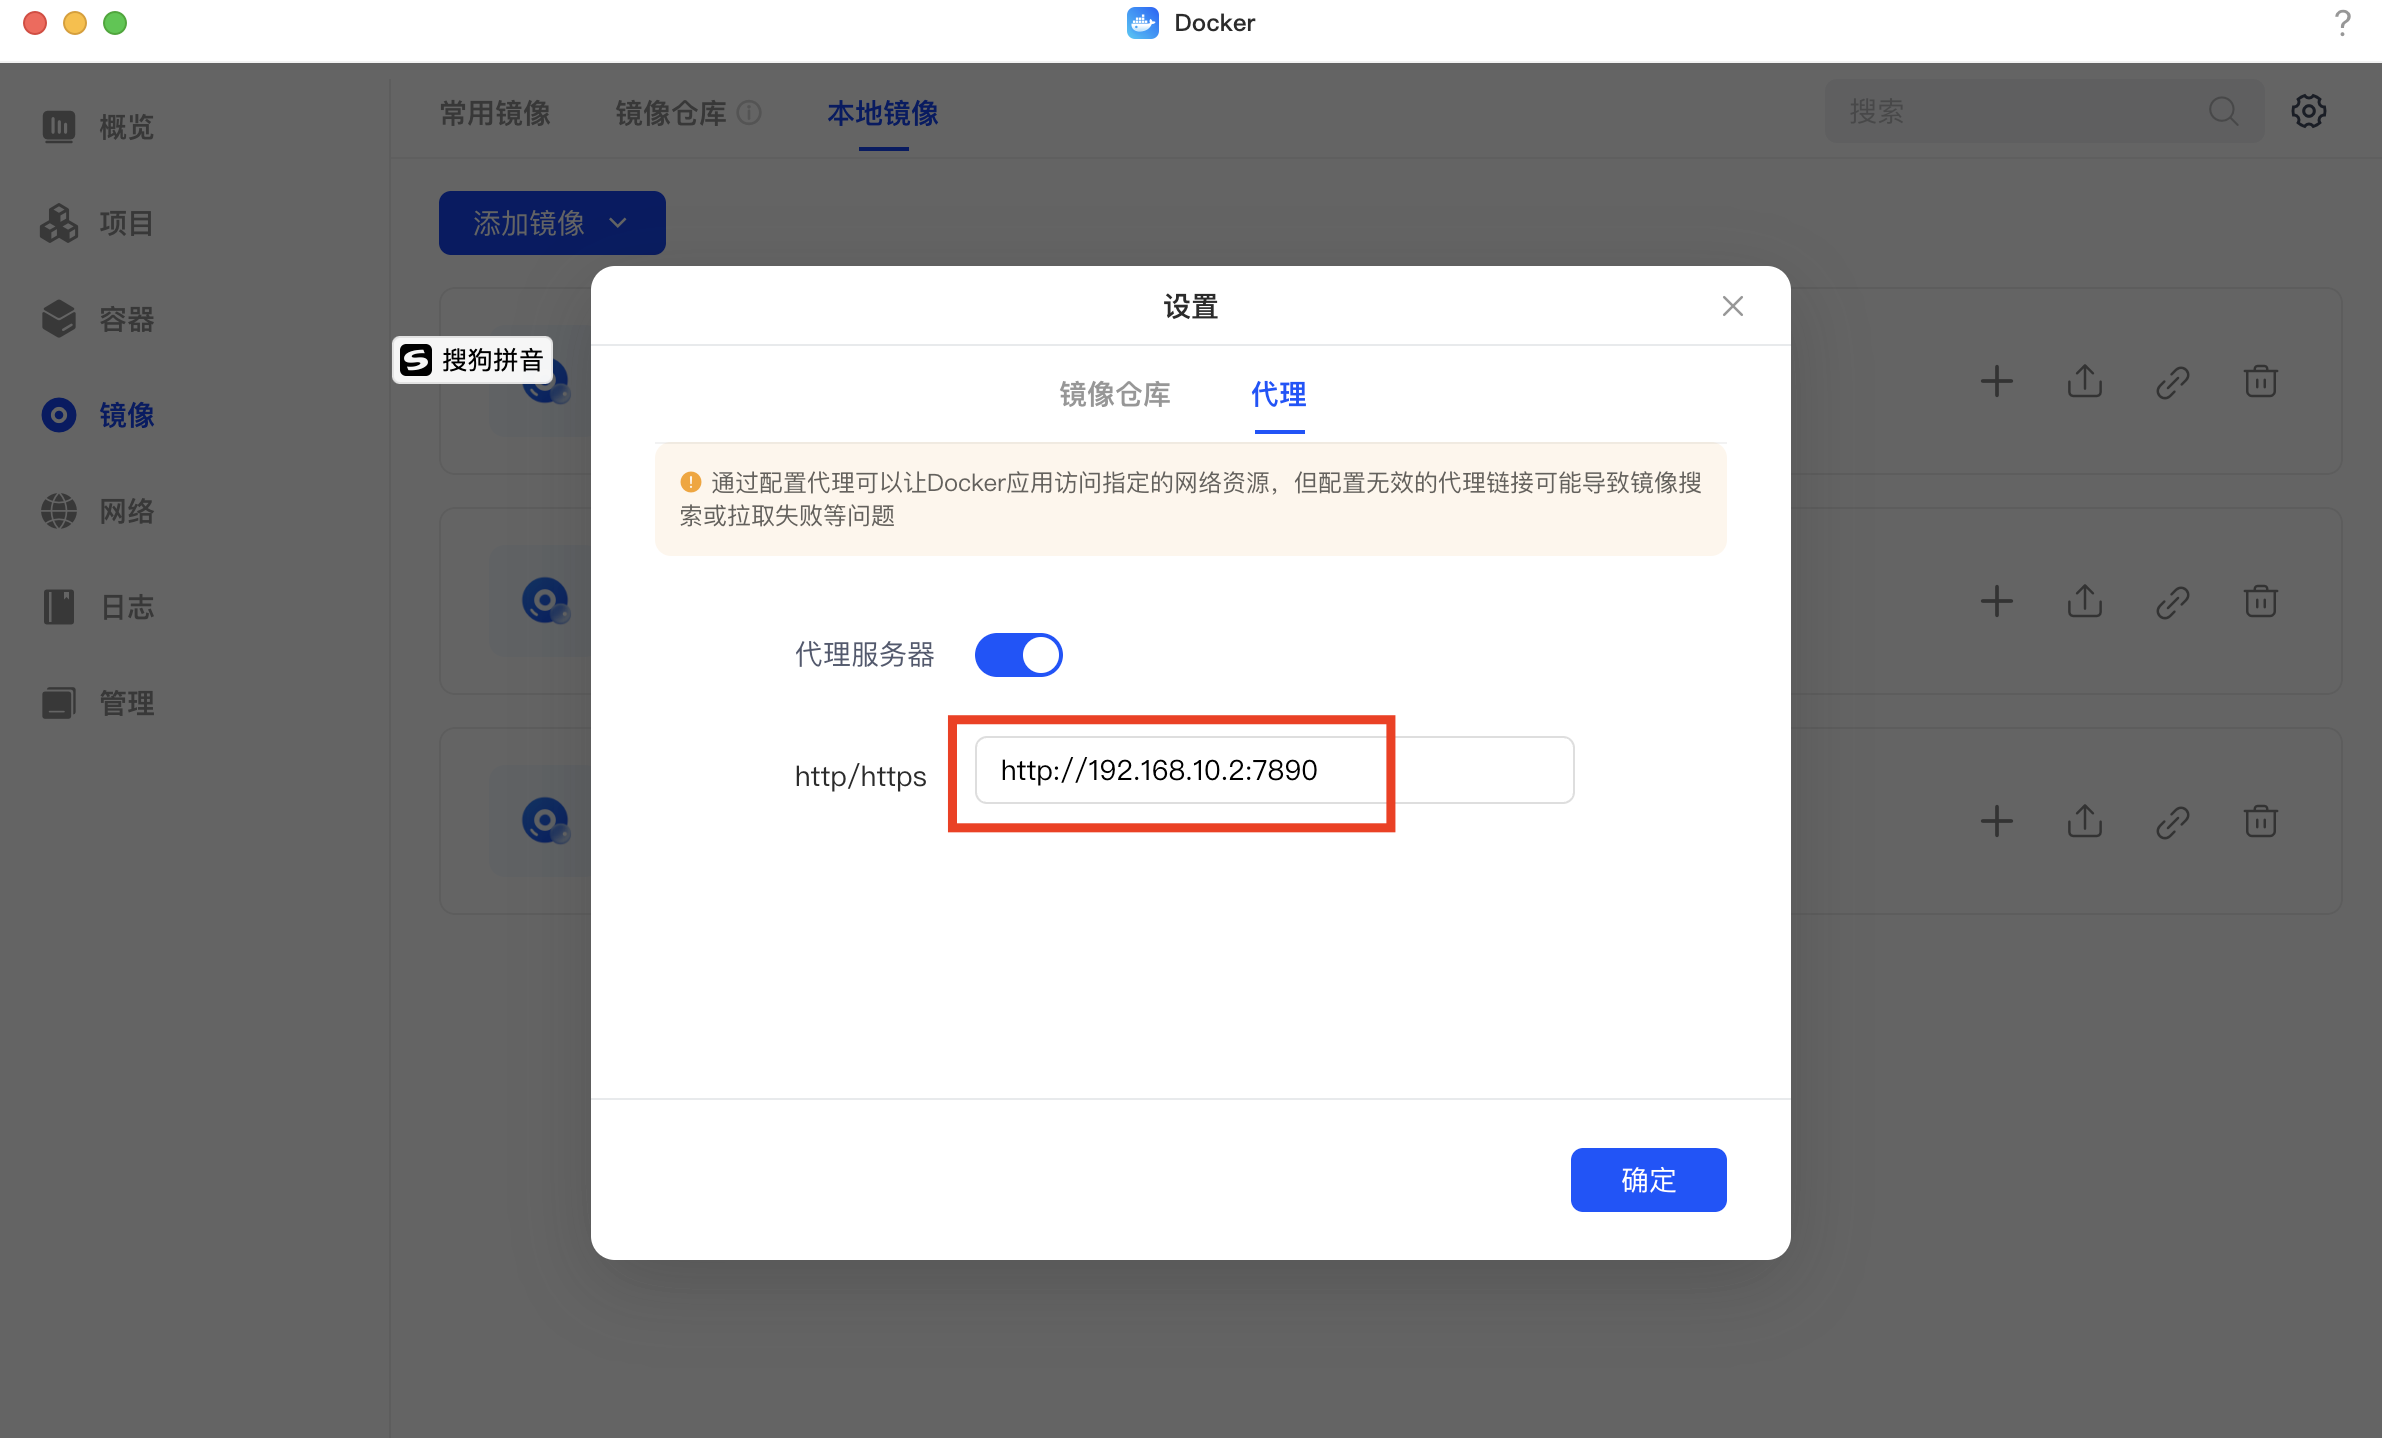 Docker
?
概览
项目
容器
镜像
网络
日志
管理
常用镜像
镜像仓库
本地镜像
搜索
添加镜像
搜狗拼音
设置
镜像仓库
代理
通过配置代理可以让Docker应用访问指定的网络资源，但配置无效的代理链接可能导致镜像搜
索或拉取失败等问题
代理服务器
http/https
http://192.168.10.2:7890
确定